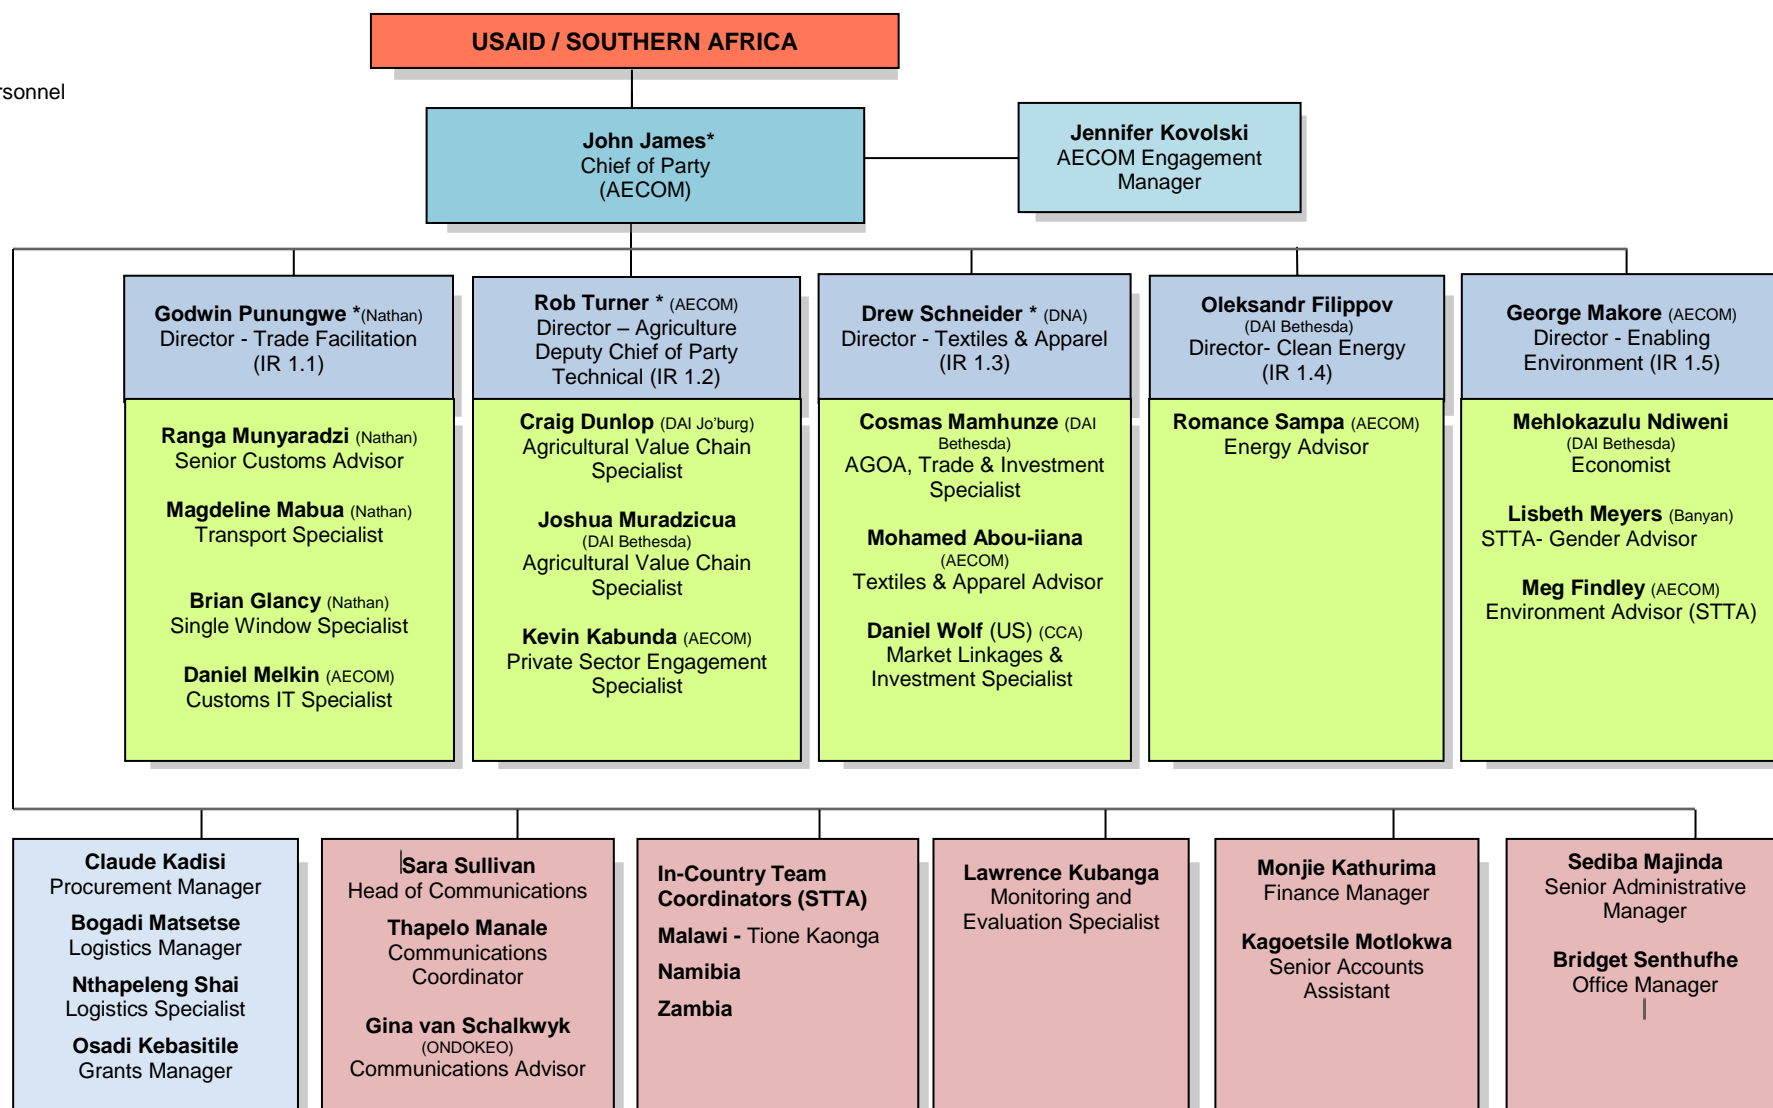 USAID / SOUTHERN AFRICA
rsonnel
John James*
Chief of Party
(AECOM)
Jennifer Kovolski
AECOM Engagement
Manager
Godwin Punungwe *(Nathan)
Director - Trade Facilitation
(IR 1.1)
Rob Turner * (AECOM)
Director – Agriculture
Deputy Chief of Party
Technical (IR 1.2)
Drew Schneider * (DNA)
Director - Textiles & Apparel
(IR 1.3)
Oleksandr Filippov
(DAI Bethesda)
Director- Clean Energy
(IR 1.4)
George Makore (AECOM)
Director - Enabling
Environment (IR 1.5)
Ranga Munyaradzi (Nathan)
Senior Customs Advisor
Magdeline Mabua (Nathan)
Transport Specialist
Brian Glancy (Nathan)
Single Window Specialist
Daniel Melkin (AECOM)
Customs IT Specialist
Craig Dunlop (DAI Jo'burg)
Agricultural Value Chain
Specialist
Joshua Muradzicua
(DAI Bethesda)
Agricultural Value Chain
Specialist
Kevin Kabunda (AECOM)
Private Sector Engagement
Specialist
Cosmas Mamhunze (DAI
Bethesda)
AGOA, Trade & Investment
Specialist
Mohamed Abou-iiana
(AECOM)
Textiles & Apparel Advisor
Daniel Wolf (US) (CCA)
Market Linkages &
Investment Specialist
Romance Sampa (AECOM)
Energy Advisor
Mehlokazulu Ndiweni
(DAI Bethesda)
Economist
Lisbeth Meyers (Banyan)
STTA- Gender Advisor
Meg Findley (AECOM)
Environment Advisor (STTA)
Claude Kadisi
Procurement Manager
Bogadi Matsetse
Logistics Manager
Nthapeleng Shai
Logistics Specialist
Osadi Kebasitile
Grants Manager
Sara Sullivan
Head of Communications
Thapelo Manale
Communications
Coordinator
Gina van Schalkwyk
(ONDOKEO)
Communications Advisor
In-Country Team
Coordinators (STTA)
Malawi - Tione Kaonga
Namibia
Zambia
Lawrence Kubanga
Monitoring and
Evaluation Specialist
Monjie Kathurima
Finance Manager
Kagoetsile Motlokwa
Senior Accounts
Assistant
Sediba Majinda
Senior Administrative
Manager
Bridget Senthufhe
Office Manager